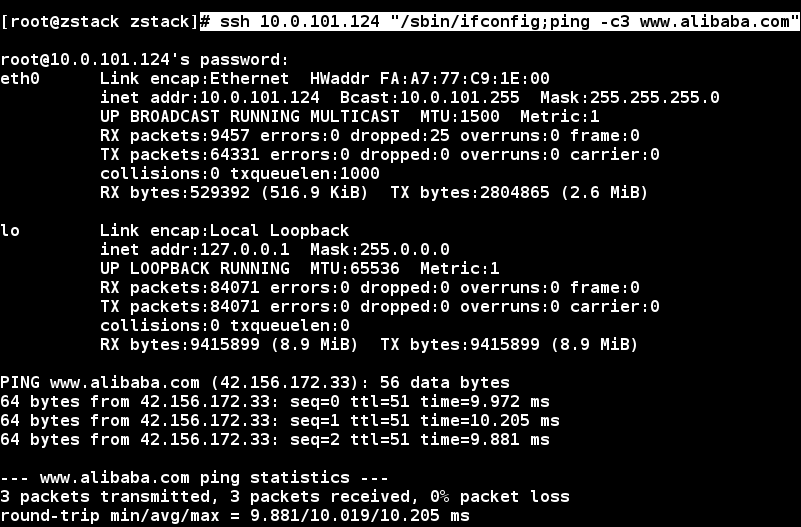 [root@zstack zstack]# ssh 10.0.101.124 "/sbin/ifconfig;ping -c3 www.alibaba.com"
root@10.0.101.124's password:
eth0      Link encap:Ethernet  HWaddr FA:A7:77:C9:1E:00
          inet addr:10.0.101.124  Bcast:10.0.101.255  Mask:255.255.255.0
          UP BROADCAST RUNNING MULTICAST  MTU:1500  Metric:1
          RX packets:9457 errors:0 dropped:25 overruns:0 frame:0
          TX packets:64331 errors:0 dropped:0 overruns:0 carrier:0
          collisions:0 txqueuelen:1000
          RX bytes:529392 (516.9 KiB)  TX bytes:2804865 (2.6 MiB)
lo        Link encap:Local Loopback
          inet addr:127.0.0.1  Mask:255.0.0.0
          UP LOOPBACK RUNNING  MTU:65536  Metric:1
          RX packets:84071 errors:0 dropped:0 overruns:0 frame:0
          TX packets:84071 errors:0 dropped:0 overruns:0 carrier:0
          collisions:0 txqueuelen:0
          RX bytes:9415899 (8.9 MiB)  TX bytes:9415899 (8.9 MiB)
PING www.alibaba.com (42.156.172.33): 56 data bytes
64 bytes from 42.156.172.33: seq=0 ttl=51 time=9.972 ms
64 bytes from 42.156.172.33: seq=1 ttl=51 time=10.205 ms
64 bytes from 42.156.172.33: seq=2 ttl=51 time=9.881 ms
--- www.alibaba.com ping statistics ---
3 packets transmitted, 3 packets received, 0% packet loss
round-trip min/avg/max = 9.881/10.019/10.205 ms